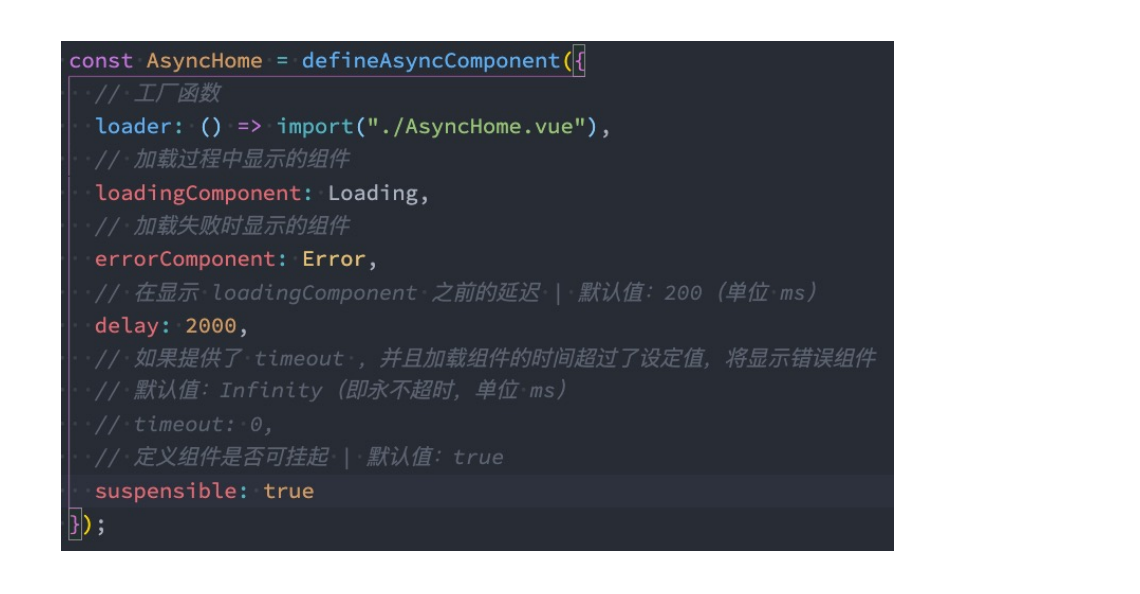 const AsyncHome = defineAsyncComponent({
// 工厂函数
loader: () => import("./AsyncHome.vue"),
// 加载过程中显示的组件
loadingComponent: Loading,
// 加载失败时显示的组件
errorComponent: Error,
// 在显示 loadingComponent 之前的延迟 | 默认值：200（单位 ms）
delay: 2000,
// 如果提供了 timeout ，并且加载组件的时间超过了设定值，将显示错误组件
// 默认值：Infinity（即永不超时，单位 ms）
// timeout: 0,
// 定义组件是否可挂起 | 默认值：true
suspensible: true
});